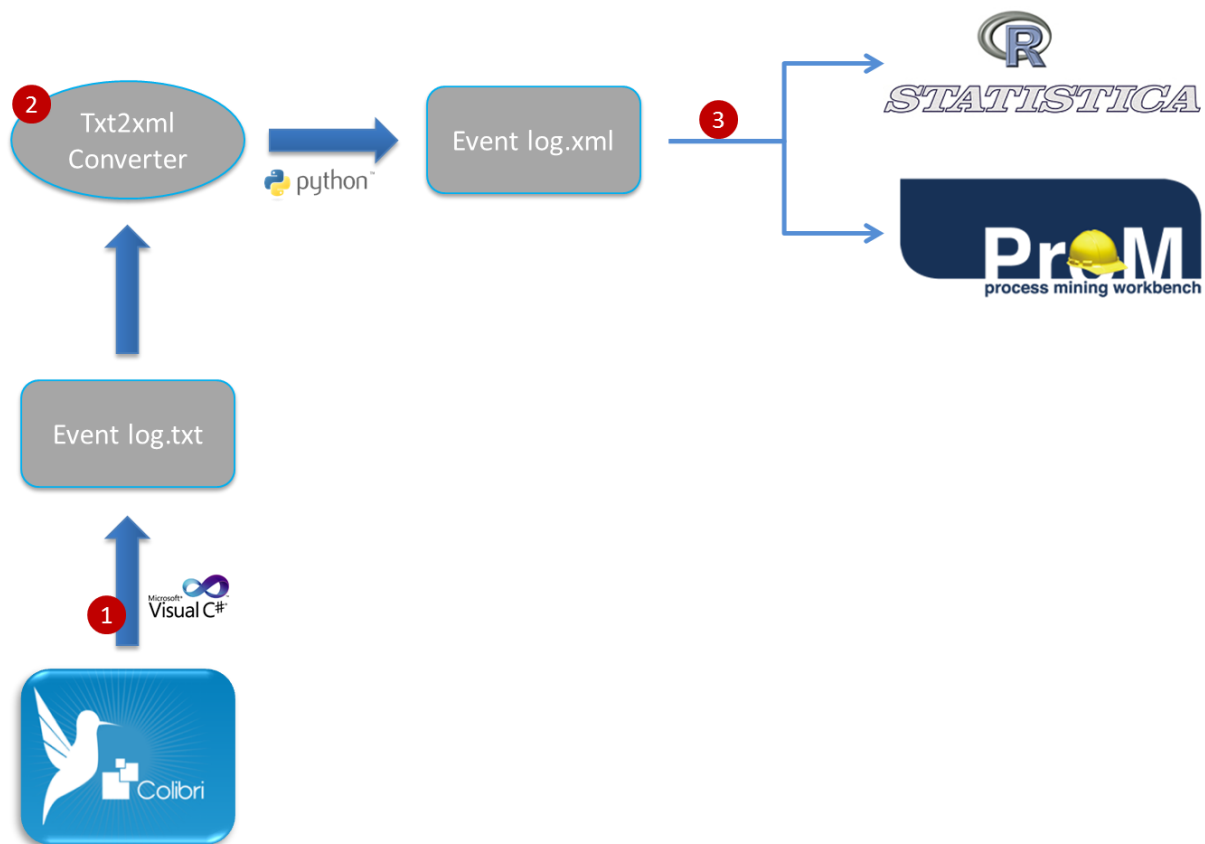 R
STATISTICA
2
Txt2xml
Converter
python™
Event log.xml
3
ProM
process mining workbench
Event log.txt
1
Microsoft®
Visual C#®
Colibri